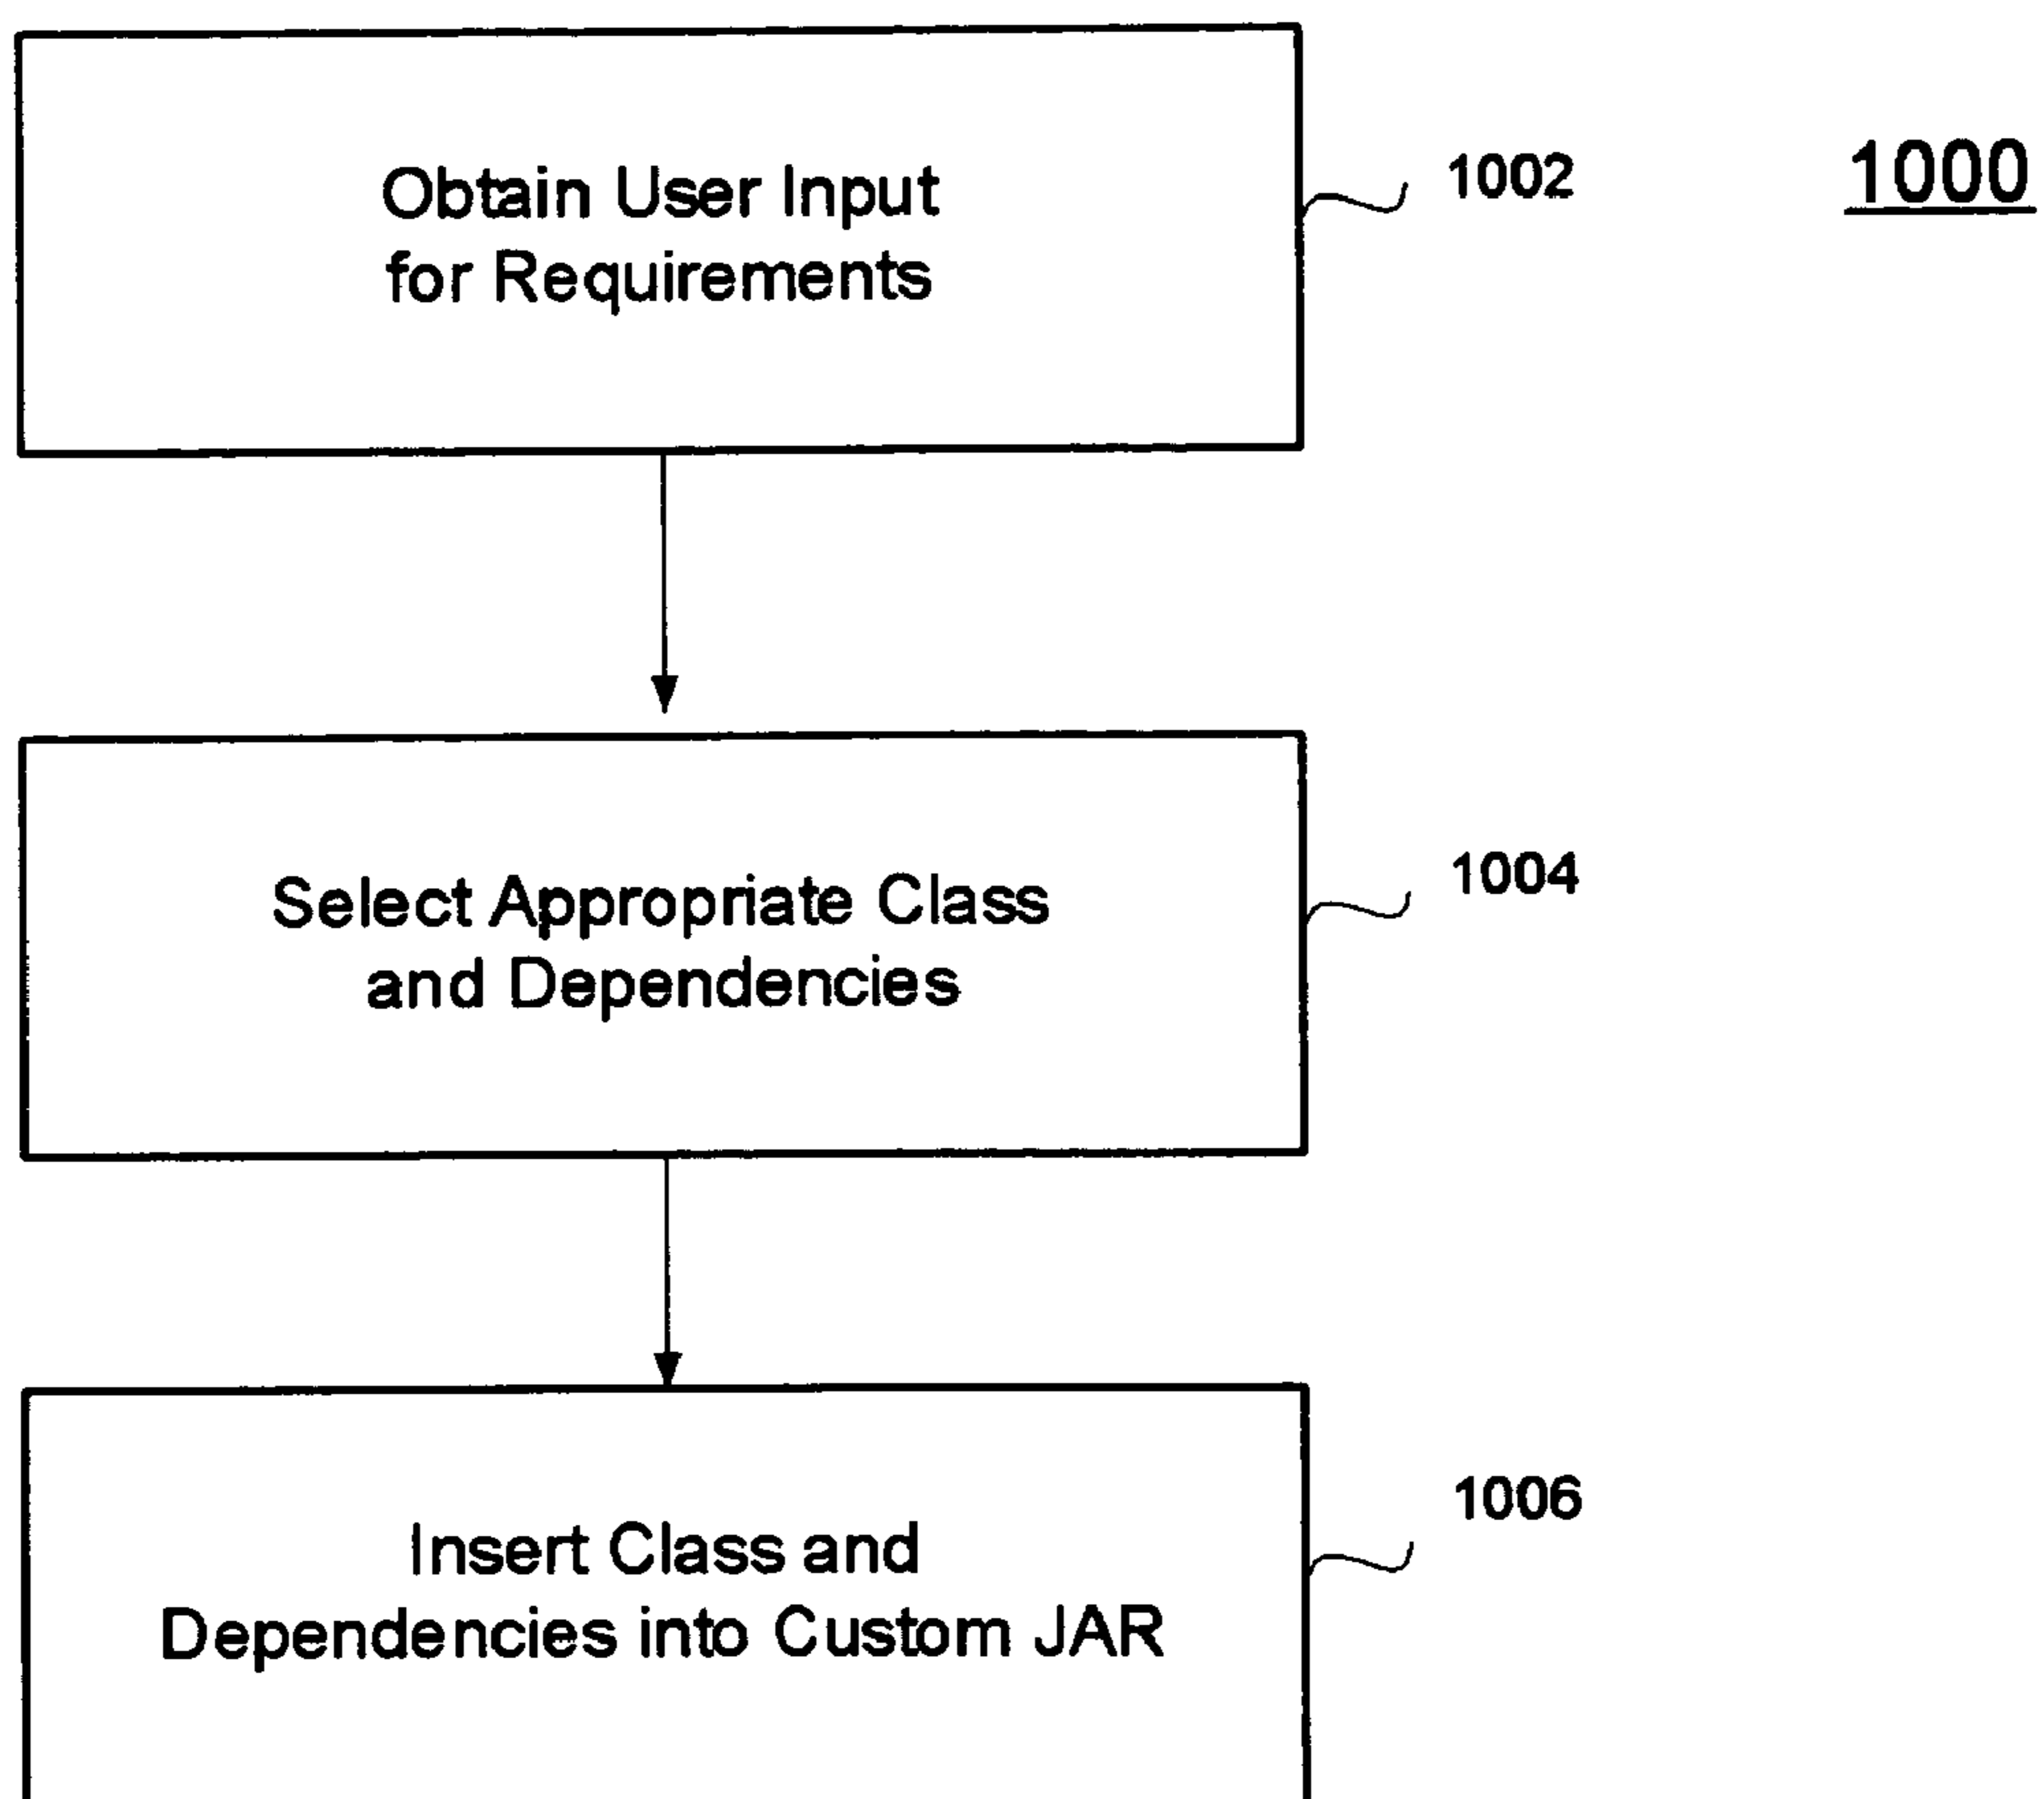 Obtain User Input
for Requirements
1002
1000
Select Appropriate Class
and Dependencies
1004
Insert Class and
Dependencies into Custom JAR
1006